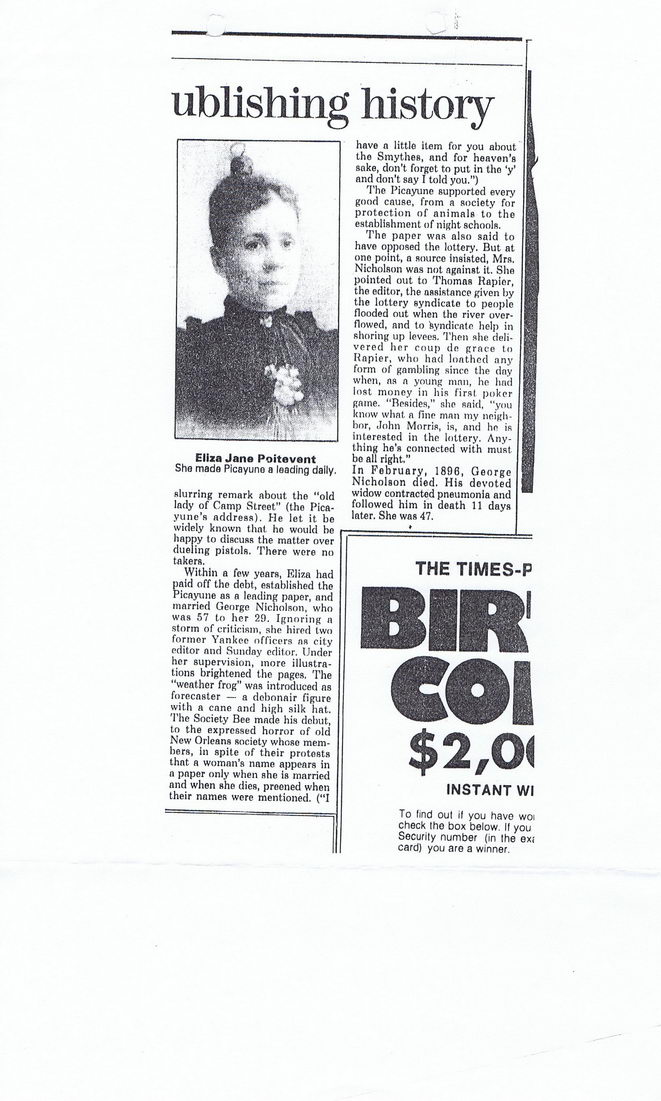 ublishing history
Eliza Jane Poitevent
She made Picayune a leading daily.
slurring remark about the "old
lady of Camp Street" (the Pica-
yune's address). He let it be
widely known that he would be
happy to discuss the matter over
dueling pistols. There were no
takers.
Within a few years, Eliza had
paid off the debt, established the
Picayune as a leading paper, and
married George Nicholson, who
was 57 to her 29. Ignoring a
storm of criticism, she hired two
former Yankee officers as city
editor and Sunday editor. Under
her supervision, more illustra-
tions brightened the pages. The
"weather frog" was introduced as
forecaster — a debonair figure
with a cane and high silk hat.
The Society Bee made his debut,
to the expressed horror of old
New Orleans society whose mem-
bers, in spite of their protests
that a woman's name appears in
a paper only when she is married
and when she dies, preened when
their names were mentioned. ("I
have a little item for you about
the Smythes, and for heaven's
sake, don't forget to put in the 'y'
and don't say I told you.")
The Picayune supported every
good cause, from a society for
protection of animals to the
establishment of night schools.
The paper was also said to
have opposed the lottery. But at
one point, a source insisted, Mrs.
Nicholson was not against it. She
pointed out to Thomas Rapier,
the editor, the assistance given by
the lottery syndicate to people
flooded out when the river over-
flowed, and to syndicate help in
shoring up levees. Then she deli-
vered her coup de grace to
Rapier, who had loathed any
form of gambling since the day
when, as a young man, he had
lost money in his first poker
game. "Besides," she said, "you
know what a fine man my neigh-
bor, John Morris, is, and he is
interested in the lottery. Any-
thing he's connected with must
be all right."
In February, 1896, George
Nicholson died. His devoted
widow contracted pneumonia and
followed him in death 11 days
later. She was 47.
THE TIMES-P
BIR
CO
$2,00
INSTANT WI
To find out if you have wo
check the box below. If you
Security number (in the exa
card) you are a winner.